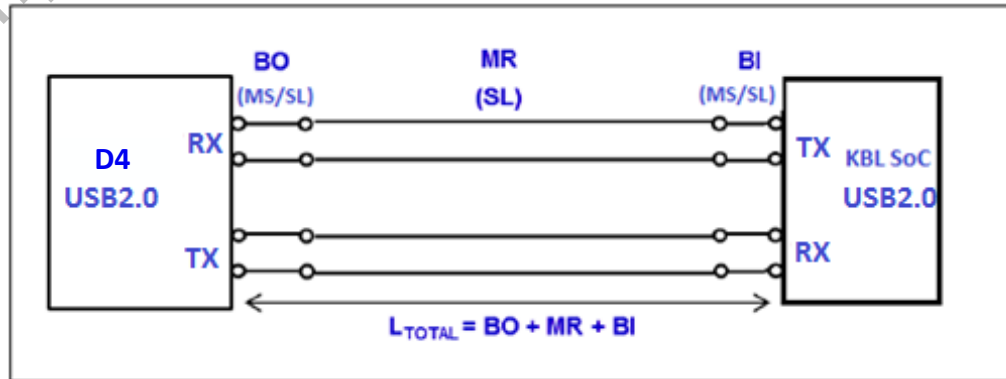 BO MR BI
(MS/SL) (SL) (MS/SL)
RX TX
D4 KBL SoC
USB2.0 USB2.0
TX RX
LTOTAL = BO + MR + BI